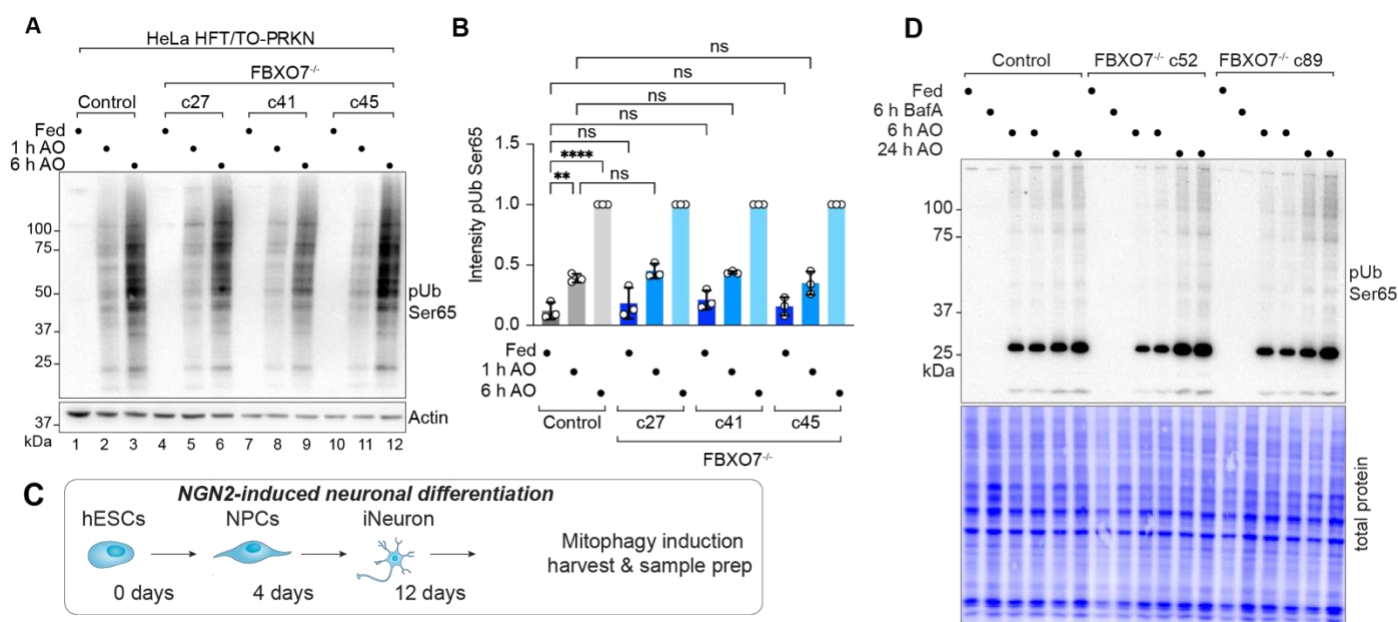 A
HeLa HFT/TO-PRKN
FBXO7-/-
Control c27 c41 c45
Fed
1 h AO
6 h AO
100
75
50
37
25
pUb
Ser65
37
kDa
Actin
1 2 3 4 5 6 7 8 9 10 11 12
B
ns
ns
ns
ns
ns
****
** ns
Intensity pUb Ser65
1.5
1.0
0.5
0.0
Fed
1 h AO
6 h AO
Control c27 c41 c45
FBXO7-/-
C
NGN2-induced neuronal differentiation
hESCs NPCs iNeuron
Mitophagy induction
harvest & sample prep
0 days 4 days 12 days
D
Control FBXO7-/- c52 FBXO7-/- c89
Fed
6 h BafA
6 h AO
24 h AO
100
75
37
25
kDa
pUb
Ser65
total protein